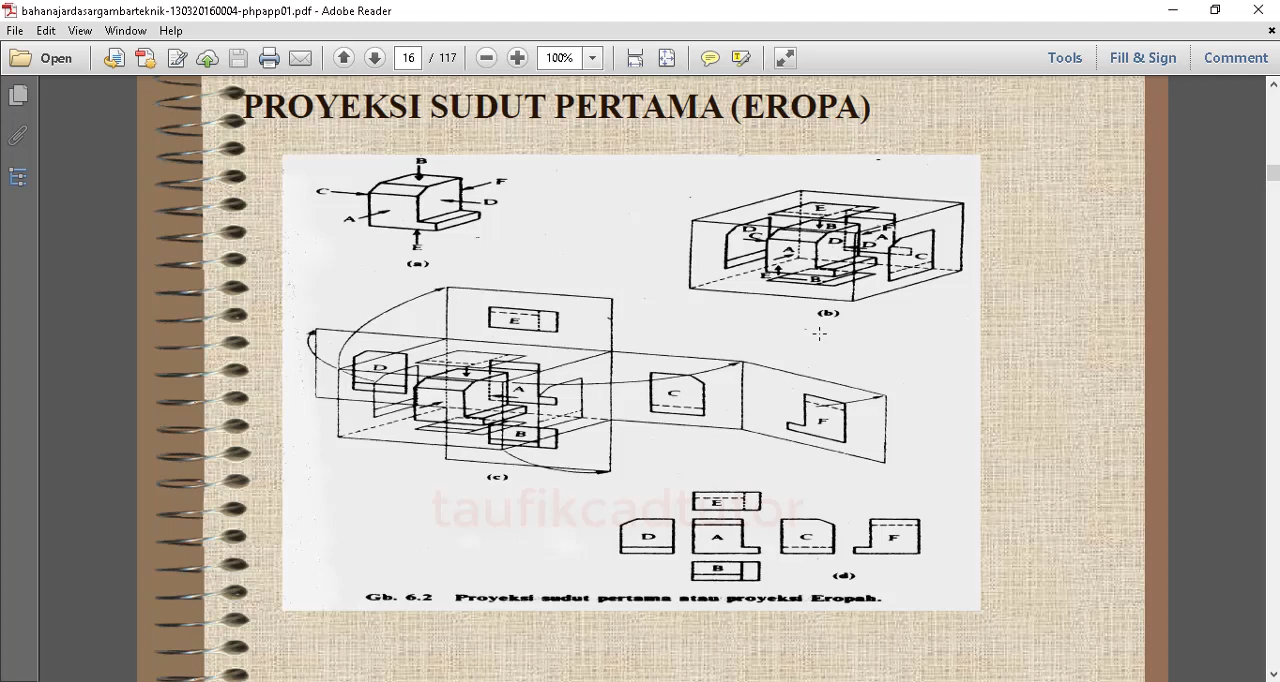 bahanajardasargambarteknik-130320160004-phpapp01.pdf - Adobe Reader
File Edit View Window Help
Open 16 / 117 100% Tools Fill & Sign Comment
PROYEKSI SUDUT PERTAMA (EROPA)
B
C F
A D
E
(a)
E
D B F
C A
A D D C
E B
(b)
E
D
A C
B F
(c)
taufikcadtutor
E
D A C F
B
(d)
Gb. 6.2 Proyeksi sudut pertama atau proyeksi Eropah.